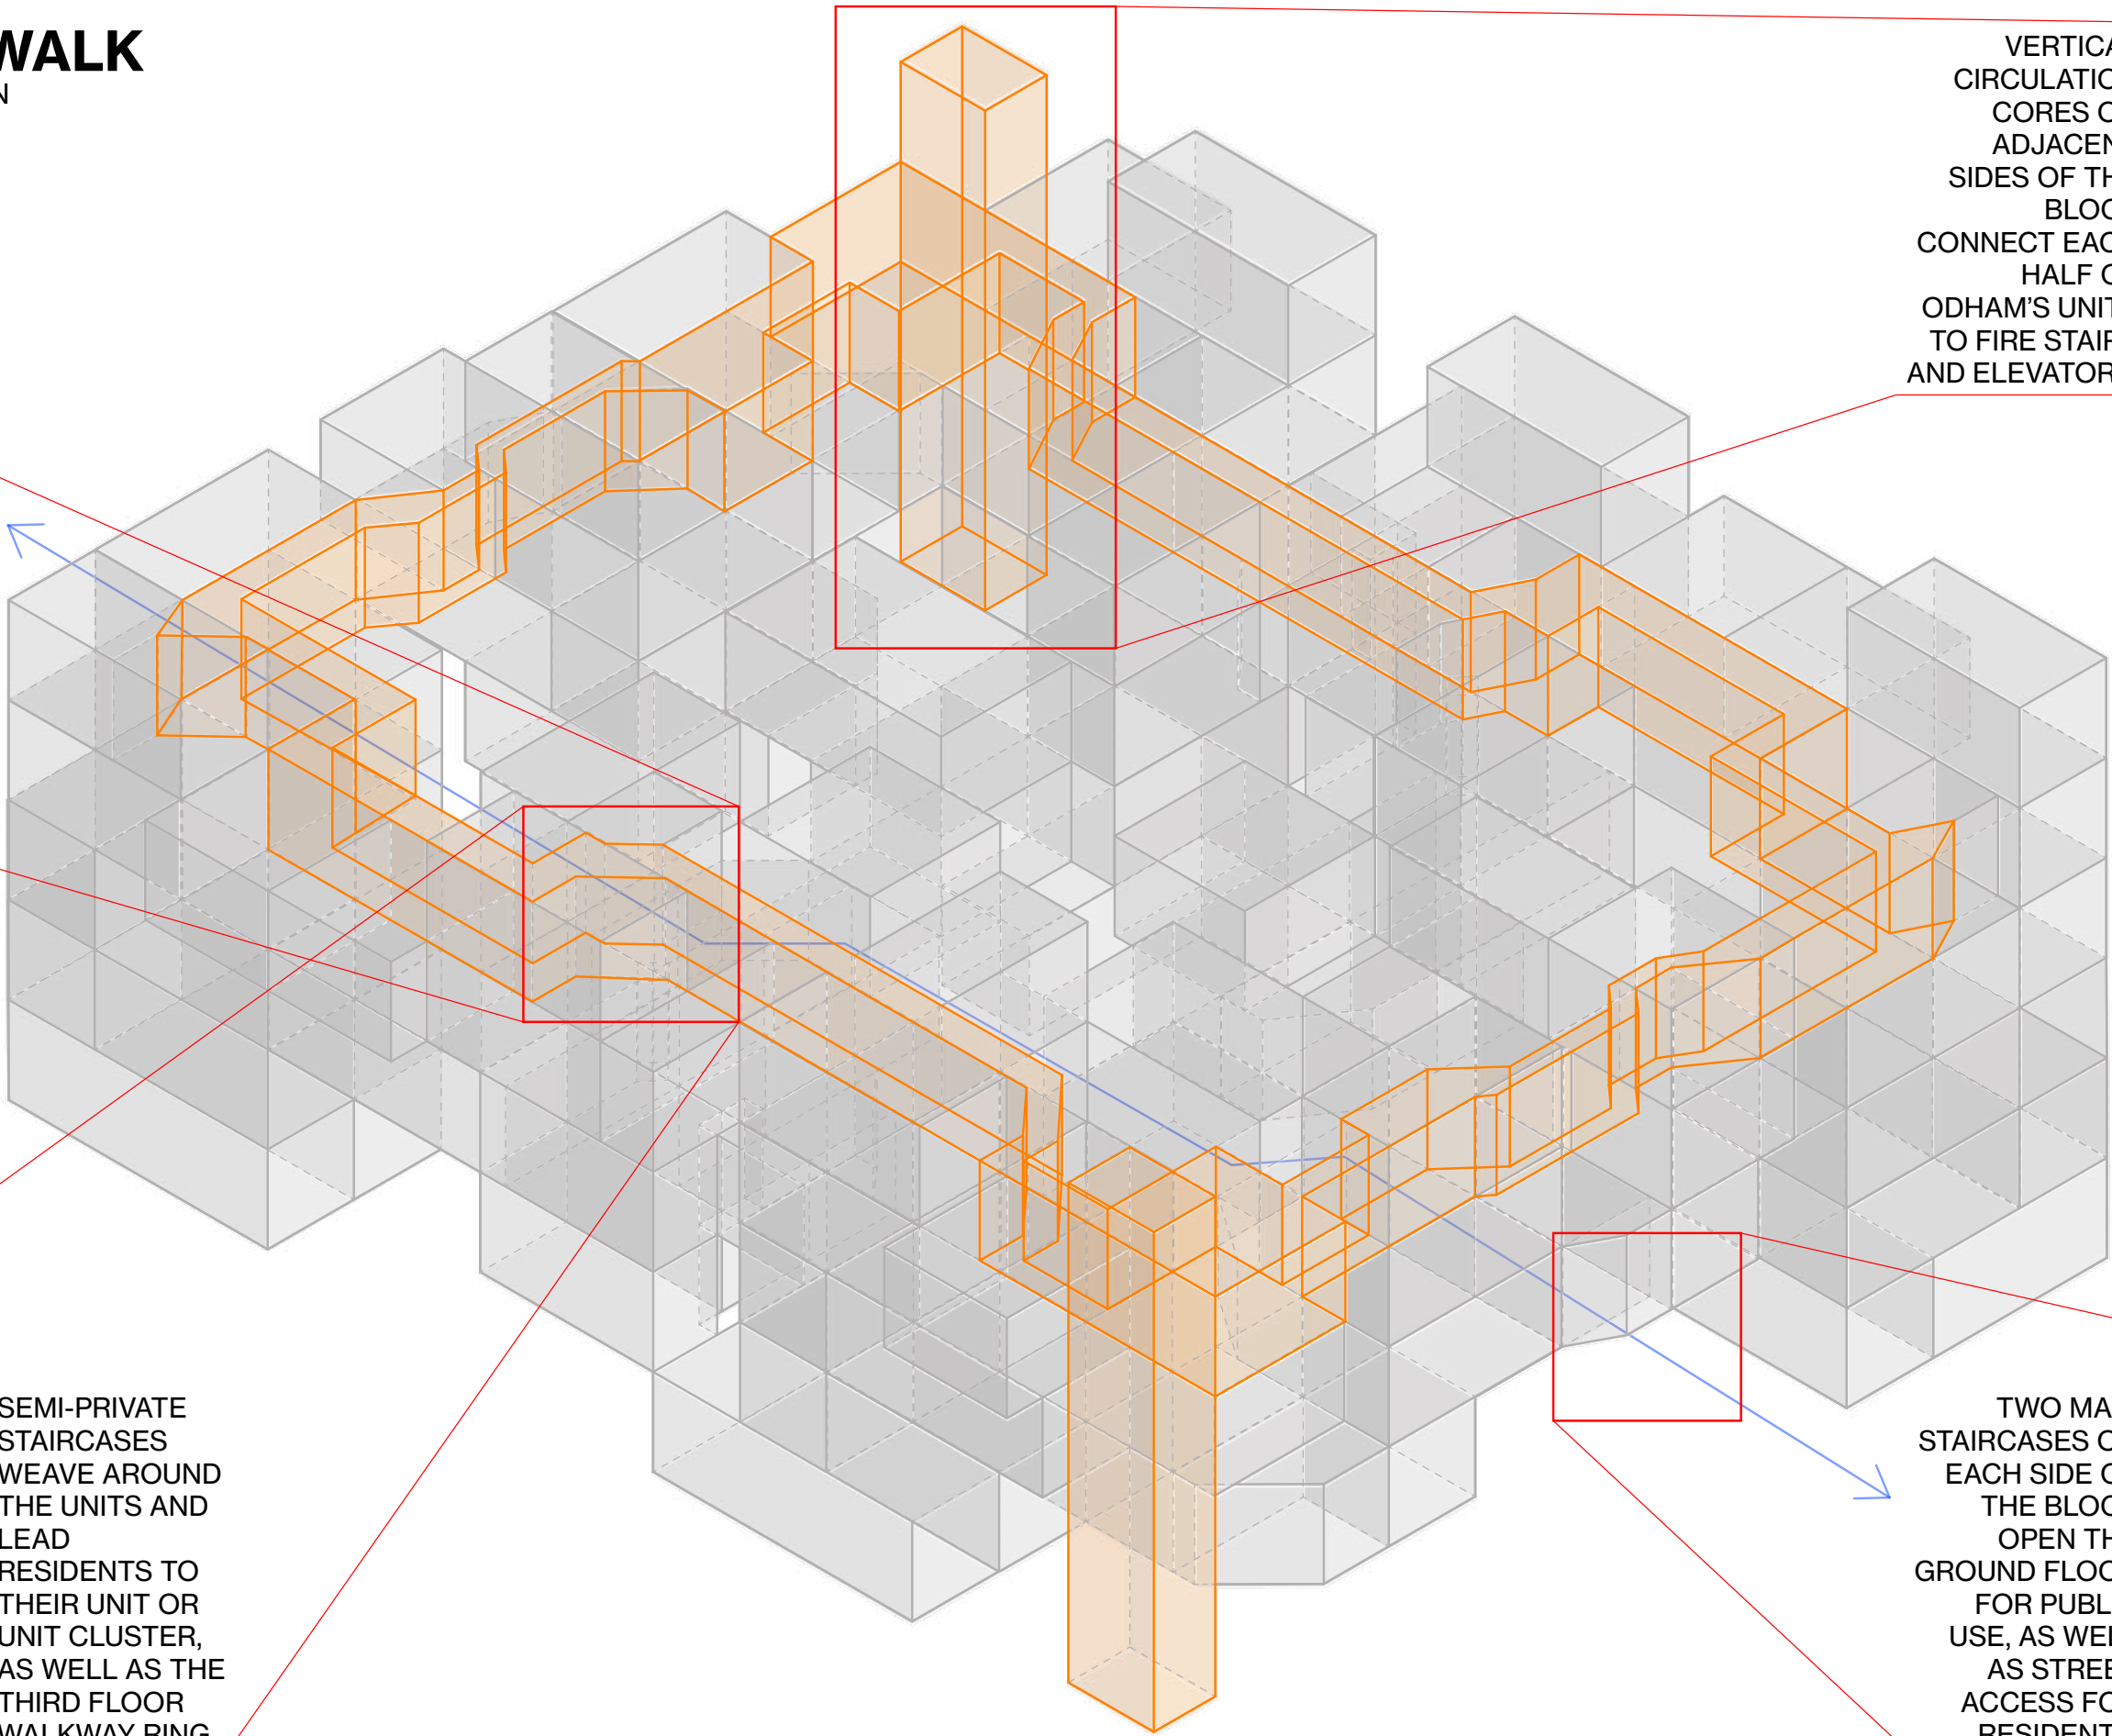 WALK
N
VERTICA
CIRCULATIO
CORES O
ADJACEN
SIDES OF TH
BLOC
CONNECT EAC
HALF O
ODHAM'S UNIT
TO FIRE STAIR
AND ELEVATOR
SEMI-PRIVATE
STAIRCASES
WEAVE AROUND
THE UNITS AND
LEAD
RESIDENTS TO
THEIR UNIT OR
UNIT CLUSTER,
AS WELL AS THE
THIRD FLOOR
WALKWAY RING
TWO MA
STAIRCASES O
EACH SIDE O
THE BLOC
OPEN TH
GROUND FLOO
FOR PUBL
USE, AS WEL
AS STREE
ACCESS FO
RESIDENT